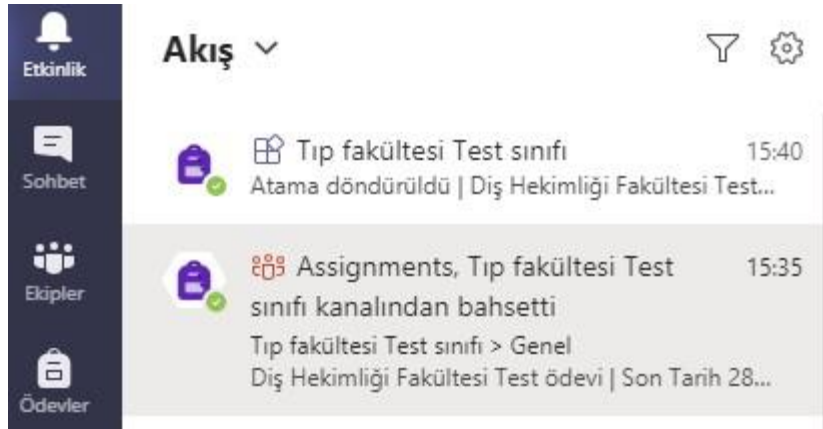 Etkinlik
Sohbet
Ekipler
Ödevler
Akış
Tıp fakültesi Test sınıfı 15:40
Atama döndürüldü | Diş Hekimliği Fakültesi Test...
Assignments, Tıp fakültesi Test 15:35
sınıfı kanalından bahsetti
Tıp fakültesi Test sınıfı > Genel
Diş Hekimliği Fakültesi Test ödevi | Son Tarih 28...